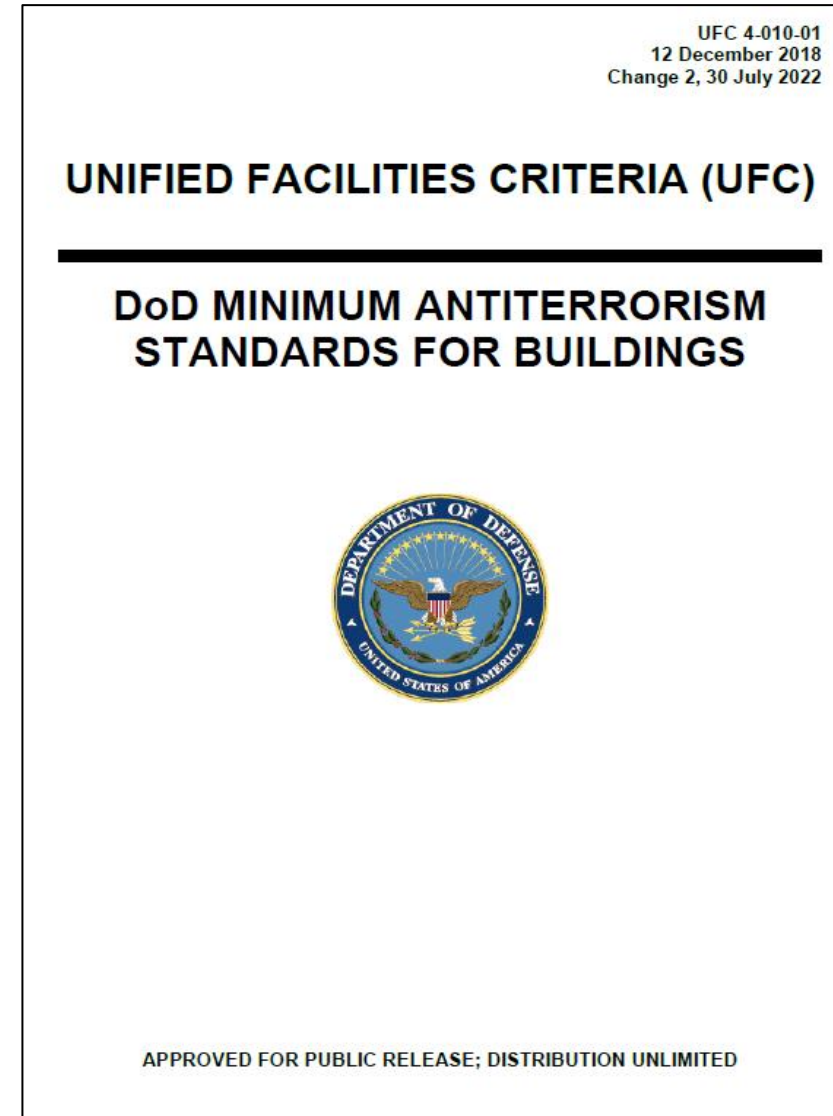 UFC 4-010-01
12 December 2018
Change 2, 30 July 2022
UNIFIED FACILITIES CRITERIA (UFC)
DoD MINIMUM ANTITERRORISM
STANDARDS FOR BUILDINGS
DEPARTMENT OF DEFENSE
UNITED STATES OF AMERICA
APPROVED FOR PUBLIC RELEASE; DISTRIBUTION UNLIMITED